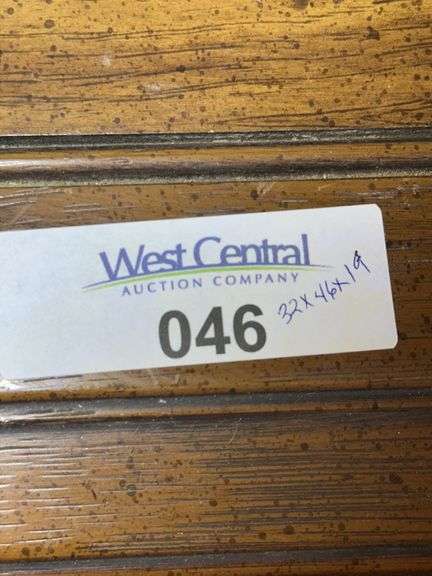 West Central
AUCTION COMPANY
046
32x46x19